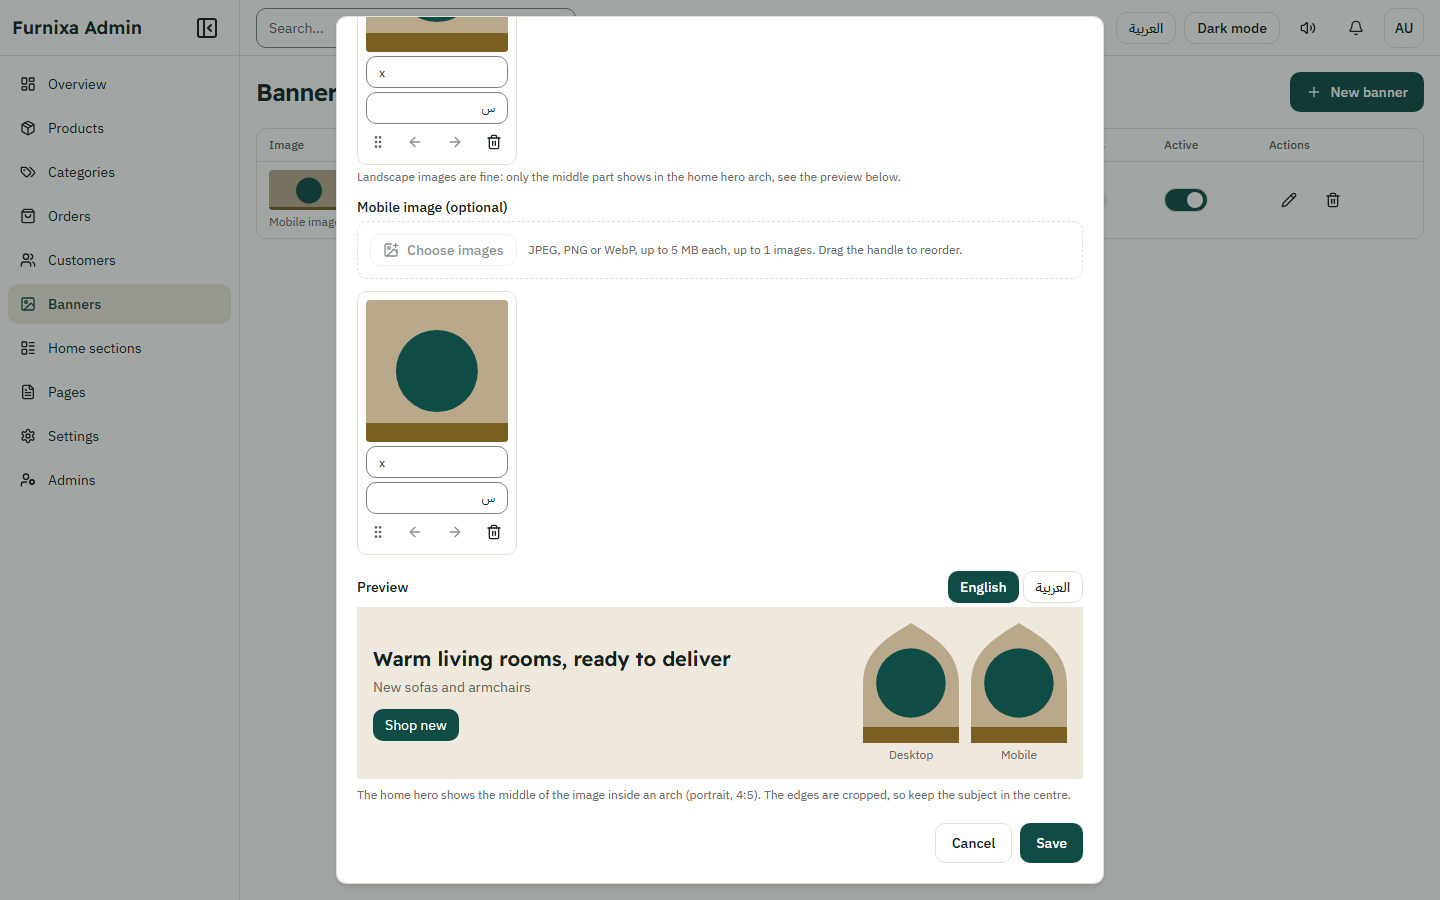 Furnixa Admin
Search...
العربية
Dark mode
AU
Overview
Products
Categories
Orders
Customers
Banners
Home sections
Pages
Settings
Admins
Banner
New banner
Image
Active
Actions
Mobile image
x
س
Landscape images are fine: only the middle part shows in the home hero arch, see the preview below.
Mobile image (optional)
Choose images
JPEG, PNG or WebP, up to 5 MB each, up to 1 images. Drag the handle to reorder.
x
س
Preview
English
العربية
Warm living rooms, ready to deliver
New sofas and armchairs
Shop new
Desktop
Mobile
The home hero shows the middle of the image inside an arch (portrait, 4:5). The edges are cropped, so keep the subject in the centre.
Cancel
Save